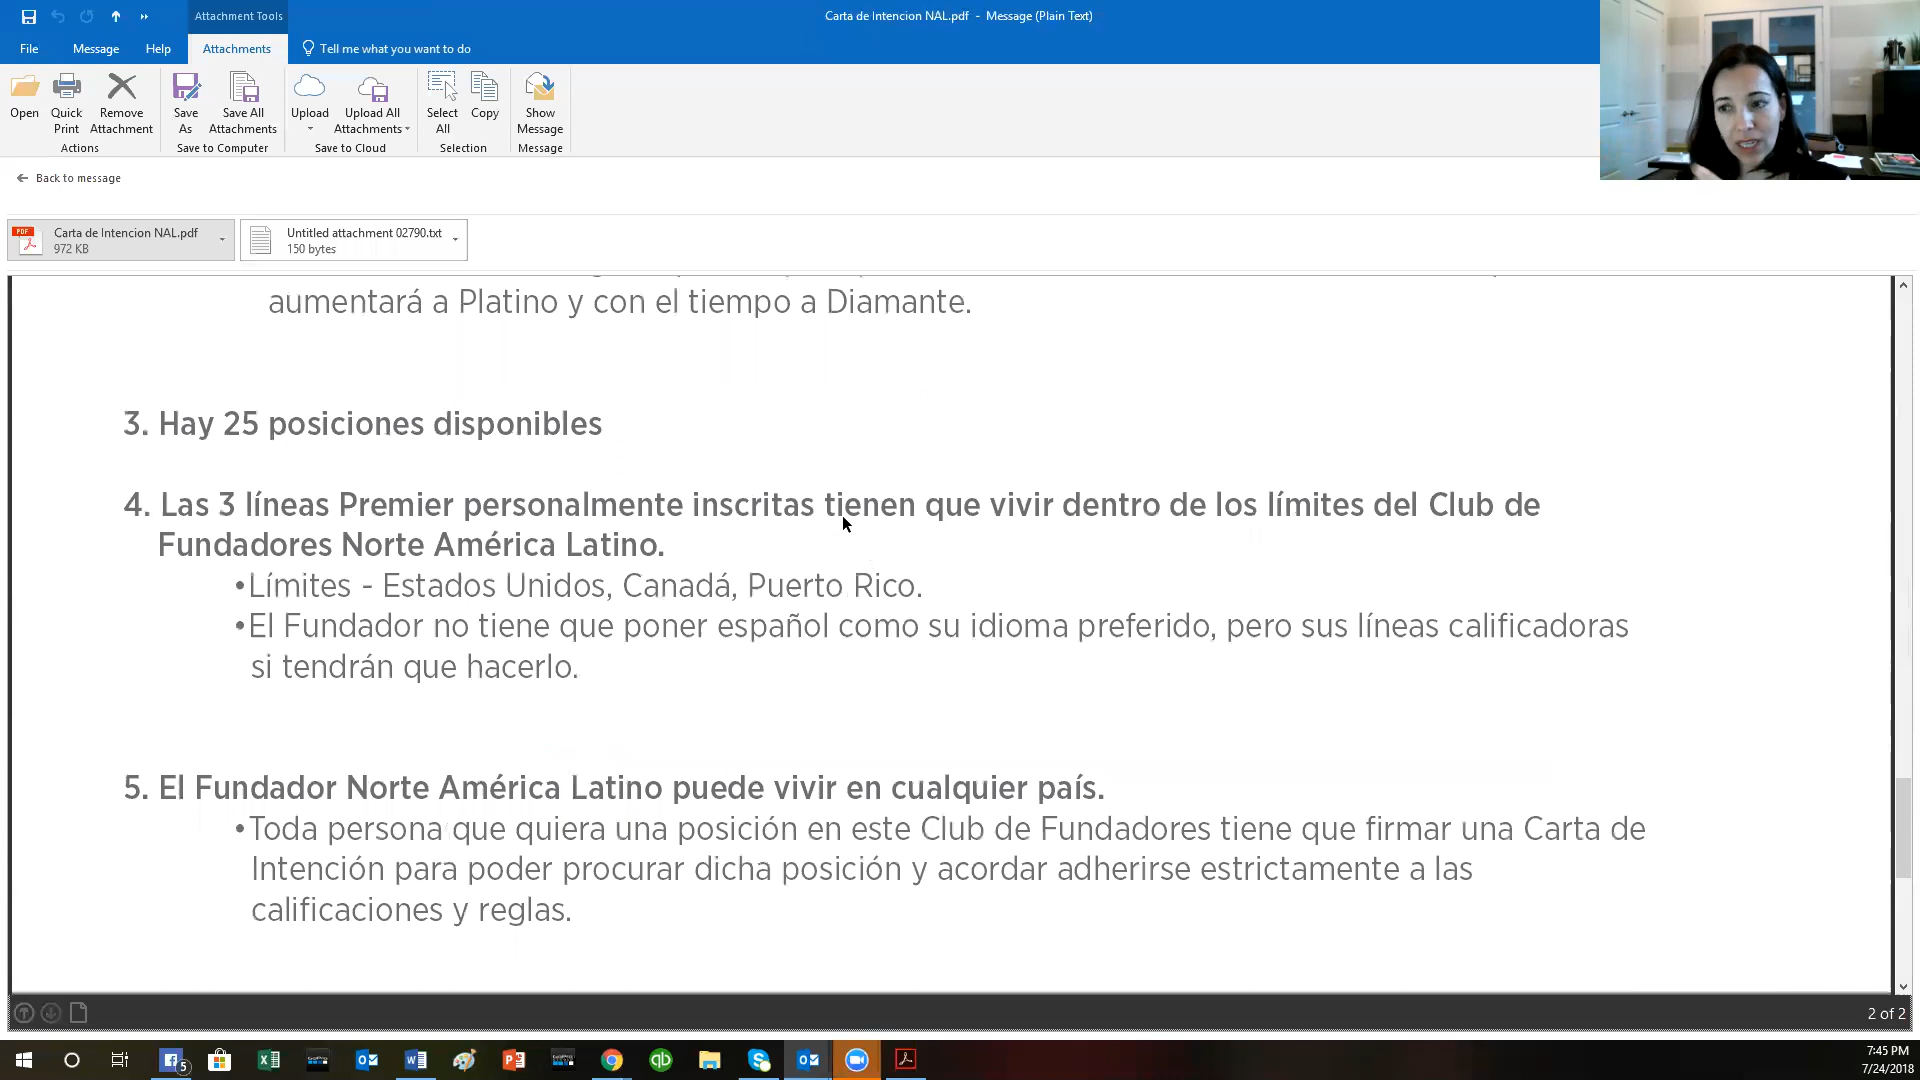 Attachment Tools
Carta de Intencion NAL.pdf - Message (Plain Text)
File Message Help Attachments Tell me what you want to do
Open Quick Print Remove Attachment Save As Save All Attachments Upload Upload All Attachments Select All Copy Show Message
Actions Save to Computer Save to Cloud Selection Message
Back to message
PDF Carta de Intencion NAL.pdf Untitled attachment 02790.txt
972 KB 150 bytes
aumentará a Platino y con el tiempo a Diamante.
3. Hay 25 posiciones disponibles
4. Las 3 líneas Premier personalmente inscritas tienen que vivir dentro de los límites del Club de
Fundadores Norte América Latino.
•Límites - Estados Unidos, Canadá, Puerto Rico.
•El Fundador no tiene que poner español como su idioma preferido, pero sus líneas calificadoras
si tendrán que hacerlo.
5. El Fundador Norte América Latino puede vivir en cualquier país.
•Toda persona que quiera una posición en este Club de Fundadores tiene que firmar una Carta de
Intención para poder procurar dicha posición y acordar adherirse estrictamente a las
calificaciones y reglas.
2 of 2
5
7:45 PM
7/24/2018